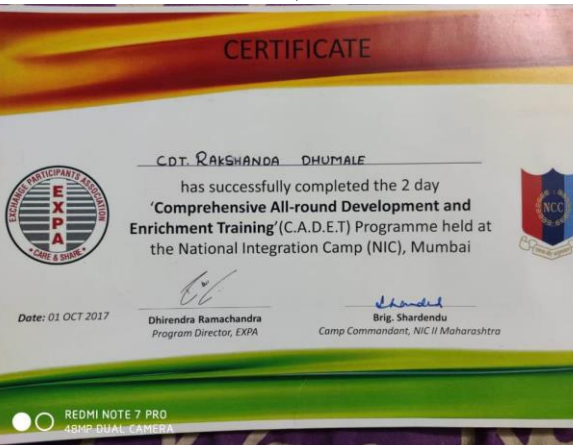 CERTIFICATE
CDT. RAKSHANDA DHUMALE
has successfully completed the 2 day
'Comprehensive All-round Development and
Enrichment Training'(C.A.D.E.T) Programme held at
the National Integration Camp (NIC), Mumbai
EXCHANGE PARTICIPANTS ASSOCIATION
EXPA
• CARE & SHARE •
NCC
Date: 01 OCT 2017
Dhirendra Ramachandra
Program Director, EXPA
Shardend
Brig. Shardendu
Camp Commandant, NIC II Maharashtra
REDMI NOTE 7 PRO
48MP DUAL CAMERA